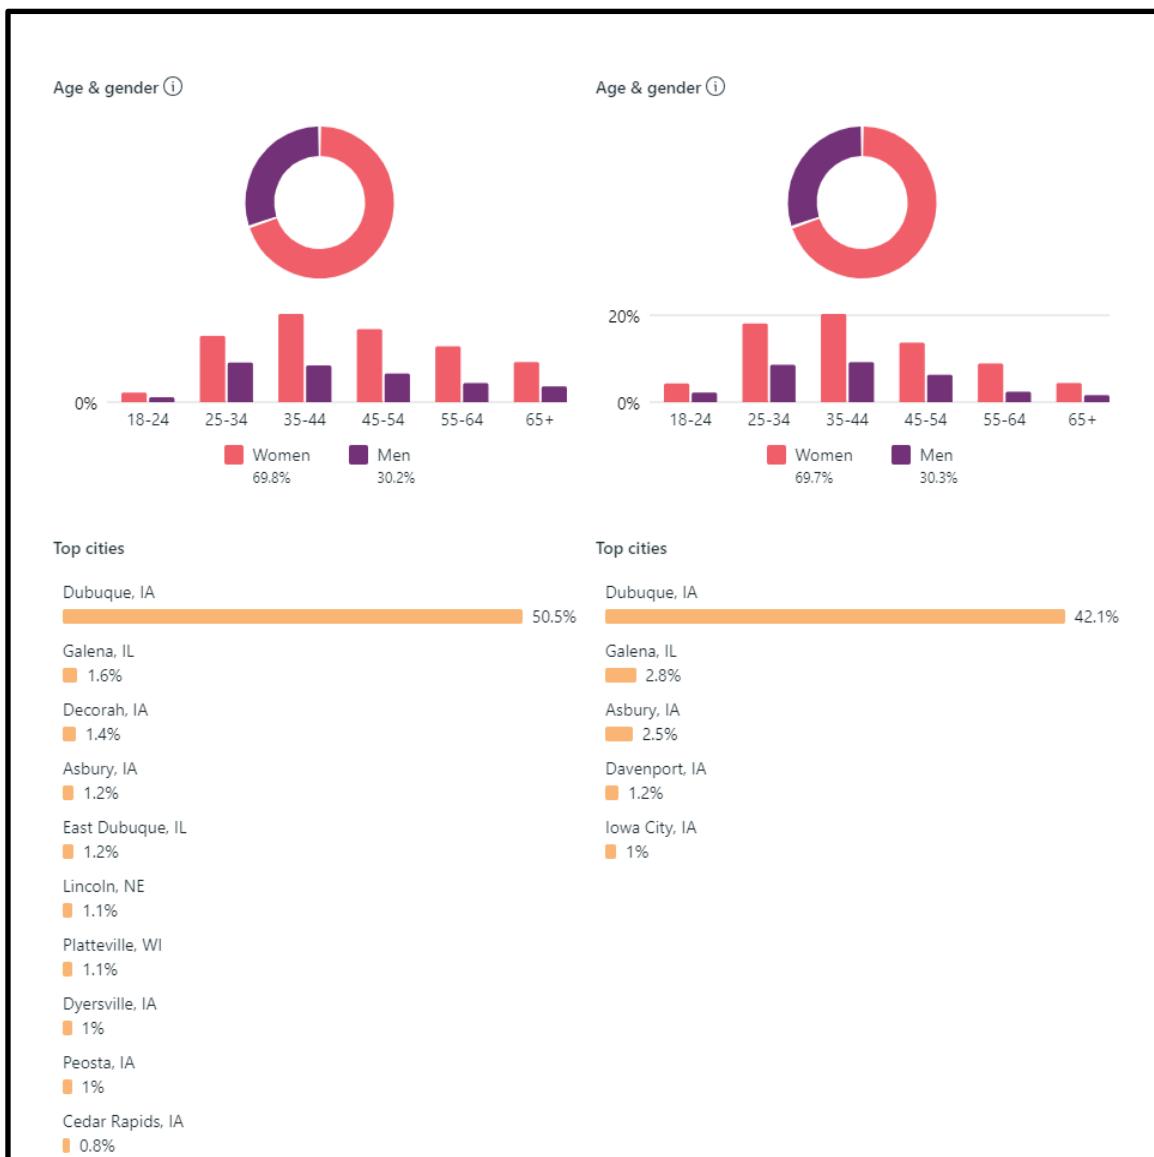 Age & gender
0%
18-24 25-34 35-44 45-54 55-64 65+
Women Men
69.8% 30.2%
Top cities
Dubuque, IA
50.5%
Galena, IL
1.6%
Decorah, IA
1.4%
Asbury, IA
1.2%
East Dubuque, IL
1.2%
Lincoln, NE
1.1%
Platteville, WI
1.1%
Dyersville, IA
1%
Peosta, IA
1%
Cedar Rapids, IA
0.8%
Age & gender
20%
0%
18-24 25-34 35-44 45-54 55-64 65+
Women Men
69.7% 30.3%
Top cities
Dubuque, IA
42.1%
Galena, IL
2.8%
Asbury, IA
2.5%
Davenport, IA
1.2%
Iowa City, IA
1%